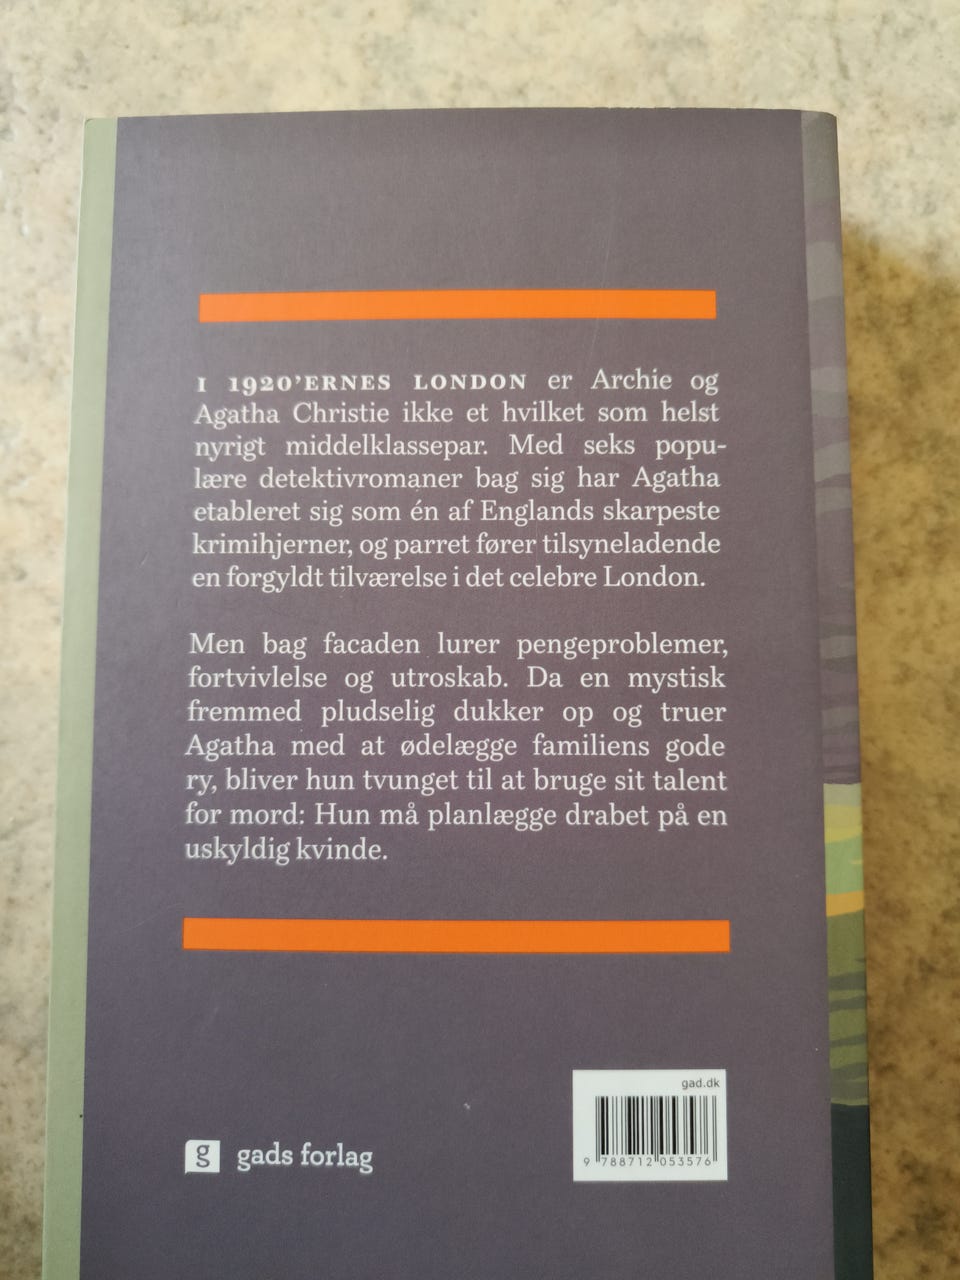 I 1920'ERNES LONDON er Archie og
Agatha Christie ikke et hvilket som helst
nyrigt middelklassepar. Med seks popu-
lære detektivromaner bag sig har Agatha
etableret sig som én af Englands skarpeste
krimihjerner, og parret fører tilsyneladende
en forgyldt tilværelse i det celebre London.
Men bag facaden lurer pengeproblemer,
fortvivlelse og utroskab. Da en mystisk
fremmed pludselig dukker op og truer
Agatha med at ødelægge familiens gode
ry, bliver hun tvunget til at bruge sit talent
for mord: Hun må planlægge drabet på en
uskyldig kvinde.
gad.dk
9 788712 053576
g gads forlag